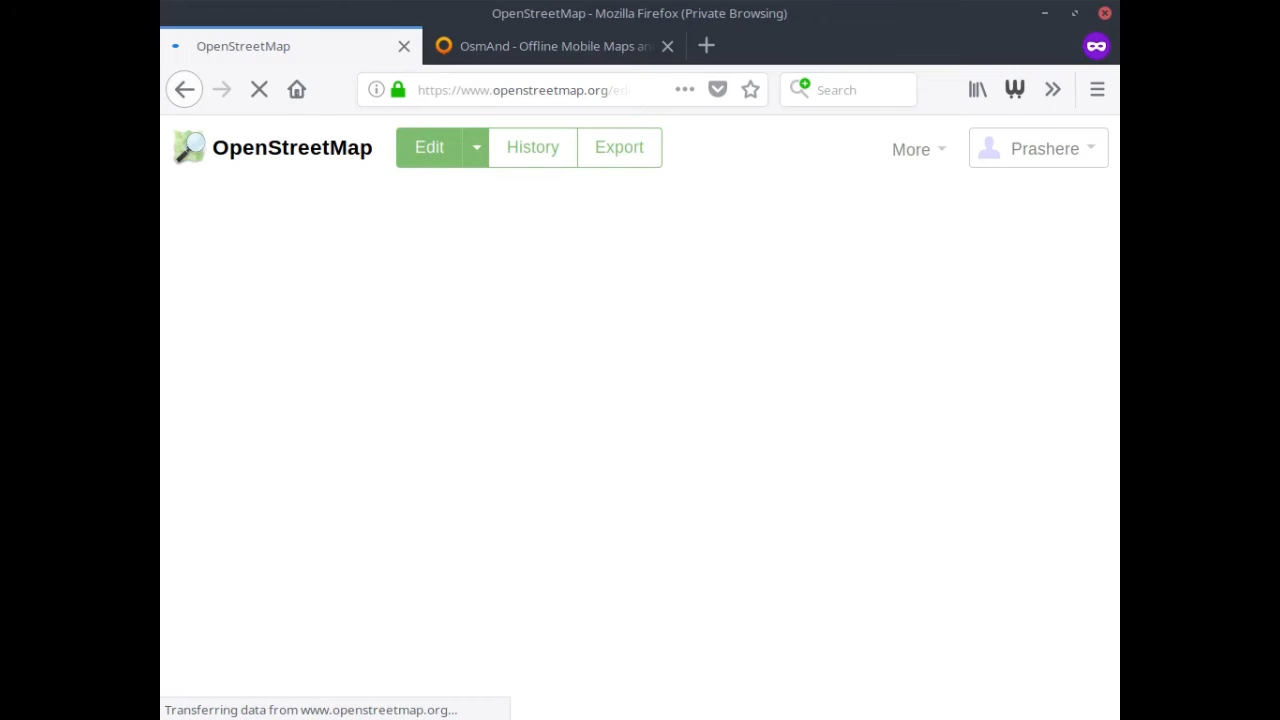 OpenStreetMap - Mozilla Firefox (Private Browsing)
OpenStreetMap
OsmAnd - Offline Mobile Maps an
https://www.openstreetmap.org/edi
Search
OpenStreetMap
Edit
History
Export
More
Prashere
Transferring data from www.openstreetmap.org...